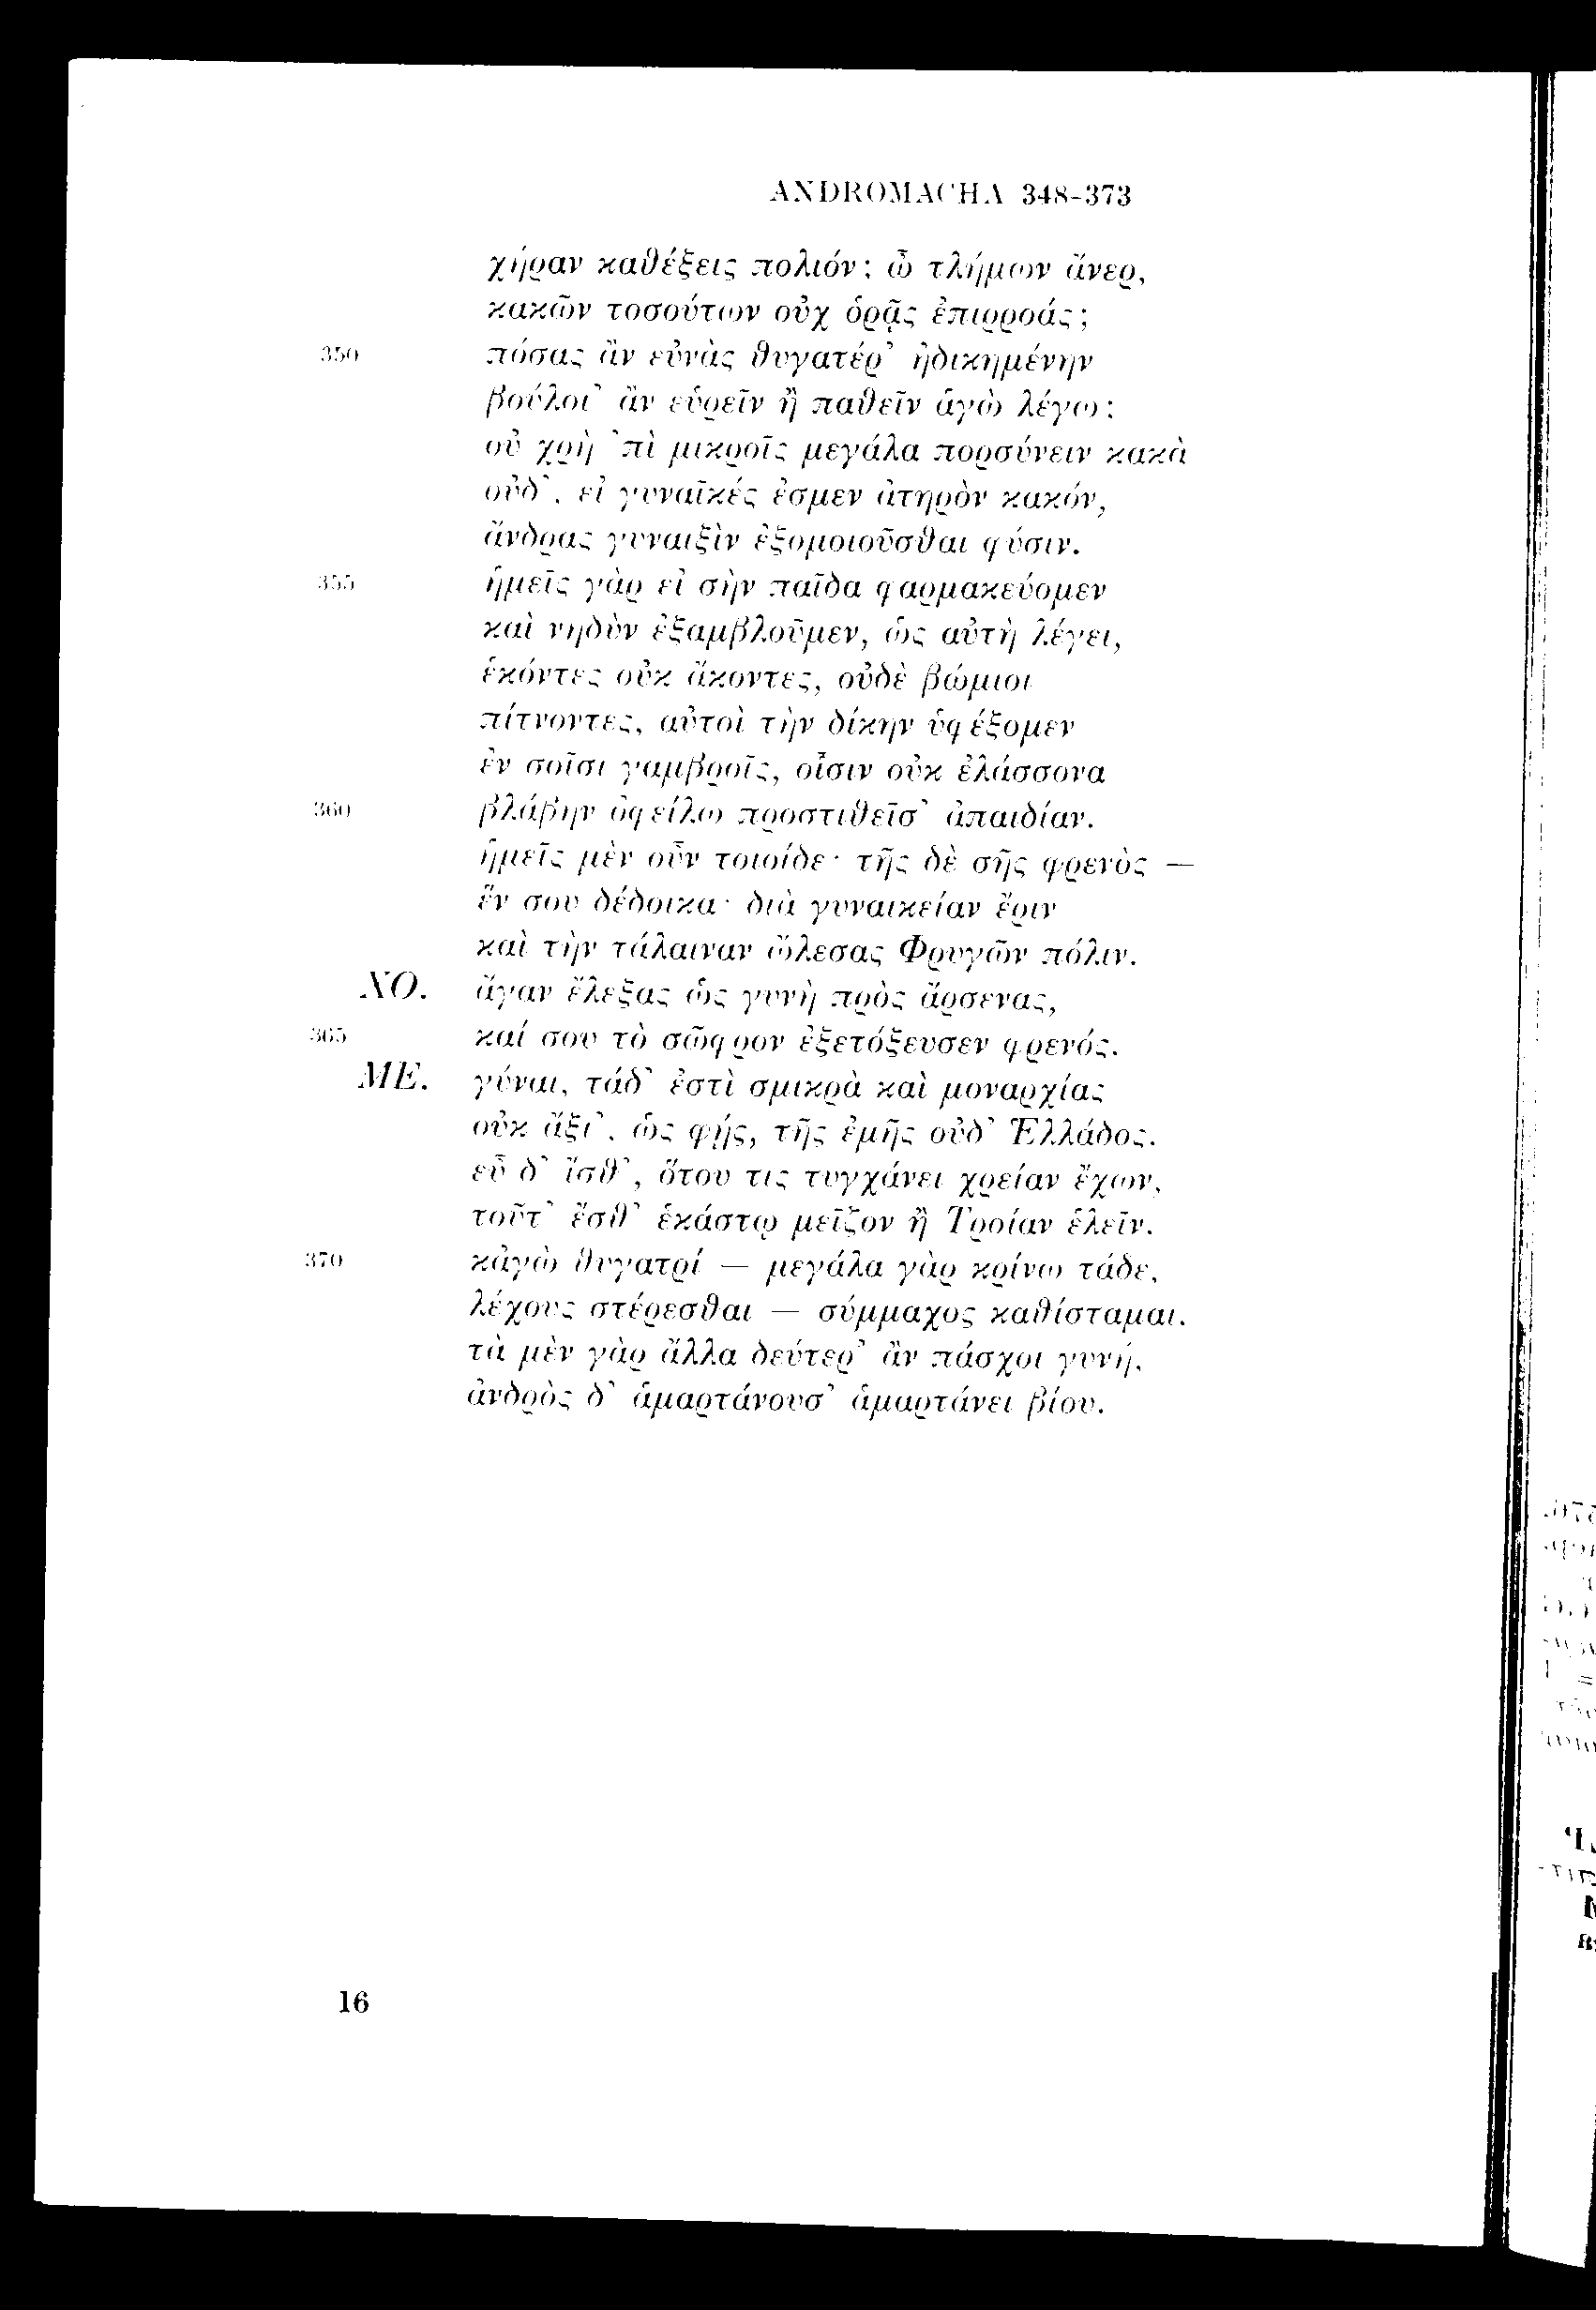 ANDROMACHA 348-373
χήραν καθέξεις πολιόν; ὦ τλήμων ἄνερ,
κακῶν τοσούτων οὐχ ὁρᾷς ἐπιρροάς;
350 πόσας ἂν εὐνὰς θυγατέρ’ ἠδικημένην
βούλοι’ ἂν εὑρεῖν ἢ παθεῖν ἁγὼ λέγω;
οὐ χρὴ ’πὶ μικροῖς μεγάλα πορσύνειν κακὰ
οὐδ’, εἰ γυναῖκές ἐσμεν ἀτηρὸν κακόν,
ἄνδρας γυναιξὶν ἐξομοιοῦσθαι φύσιν.
355 ἡμεῖς γὰρ εἰ σὴν παῖδα φαρμακεύομεν
καὶ νηδὺν ἐξαμβλοῦμεν, ὡς αὐτὴ λέγει,
ἑκόντες οὐκ ἄκοντες, οὐδὲ βώμιοι
πίτνοντες, αὐτοὶ τὴν δίκην ὑφέξομεν
ἐν σοῖσι γαμβροῖς, οἷσιν οὐκ ἐλάσσονα
360 βλάβην ὀφείλω προστιθεῖσ’ ἀπαιδίαν.
ἡμεῖς μὲν οὖν τοιοίδε· τῆς δὲ σῆς φρενὸς —
ἕν σου δέδοικα· διὰ γυναικείαν ἔριν
καὶ τὴν τάλαιναν ὤλεσας Φρυγῶν πόλιν.
ΧΟ. ἄγαν ἔλεξας ὡς γυνὴ πρὸς ἄρσενας,
365 καί σου τὸ σῶφρον ἐξετόξευσεν φρενός.
ΜΕ. γύναι, τάδ’ ἐστὶ σμικρὰ καὶ μοναρχίας
οὐκ ἄξι’, ὡς φῄς, τῆς ἐμῆς οὐδ’ Ἑλλάδος.
εὖ δ’ ἴσθ’, ὅτου τις τυγχάνει χρείαν ἔχων,
τοῦτ’ ἔσθ’ ἑκάστῳ μεῖζον ἢ Τροίαν ἑλεῖν.
370 κἀγὼ θυγατρί — μεγάλα γὰρ κρίνω τάδε,
λέχους στέρεσθαι — σύμμαχος καθίσταμαι.
τὰ μὲν γὰρ ἄλλα δεύτερ’ ἂν πάσχοι γυνή,
ἀνδρὸς δ’ ἁμαρτάνουσ’ ἁμαρτάνει βίου.
16